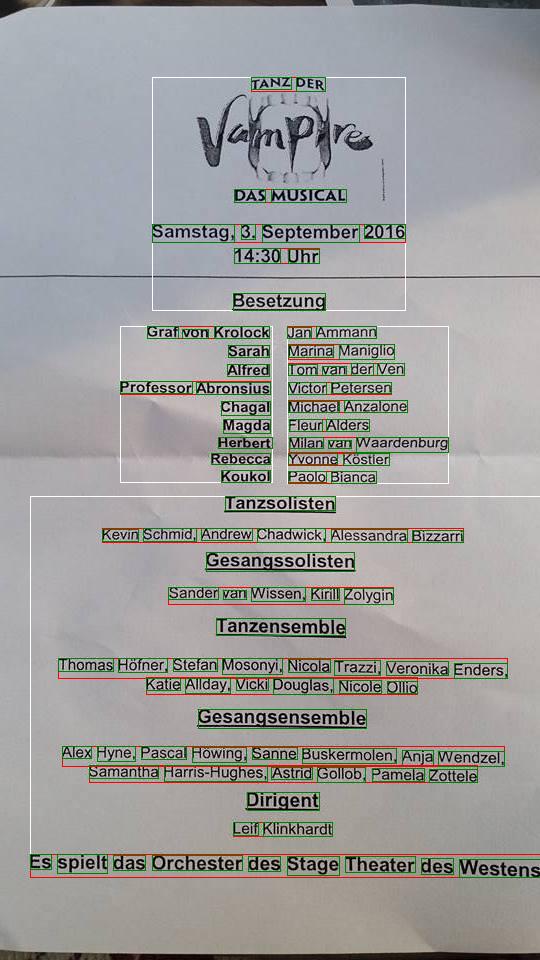 TANZ DER
Vampire
DAS MUSICAL
Samstag, 3. September 2016
14:30 Uhr
Besetzung
Graf von Krolock Jan Ammann
Sarah Marina Maniglio
Alfred Tom van der Ven
Professor Abronsius Victor Petersen
Chagal Michael Anzalone
Magda Fleur Alders
Herbert Milan van Waardenburg
Rebecca Yvonne Köstler
Koukol Paolo Bianca
Tanzsolisten
Kevin Schmid, Andrew Chadwick, Alessandra Bizzarri
Gesangssolisten
Sander van Wissen, Kirill Zolygin
Tanzensemble
Thomas Höfner, Stefan Mosonyi, Nicola Trazzi, Veronika Enders,
Katie Allday, Vicki Douglas, Nicole Ollio
Gesangsensemble
Alex Hyne, Pascal Höwing, Sanne Buskermolen, Anja Wendzel,
Samantha Harris-Hughes, Astrid Gollob, Pamela Zottele
Dirigent
Leif Klinkhardt
Es spielt das Orchester des Stage Theater des Westens